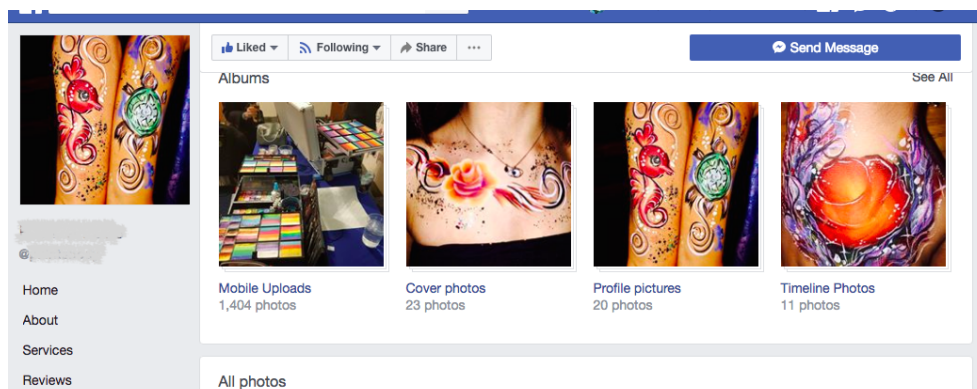 Liked
Following
Share
...
Send Message
Albums
See All
Mobile Uploads
1,404 photos
Cover photos
23 photos
Profile pictures
20 photos
Timeline Photos
11 photos
@
Home
About
Services
Reviews
All photos